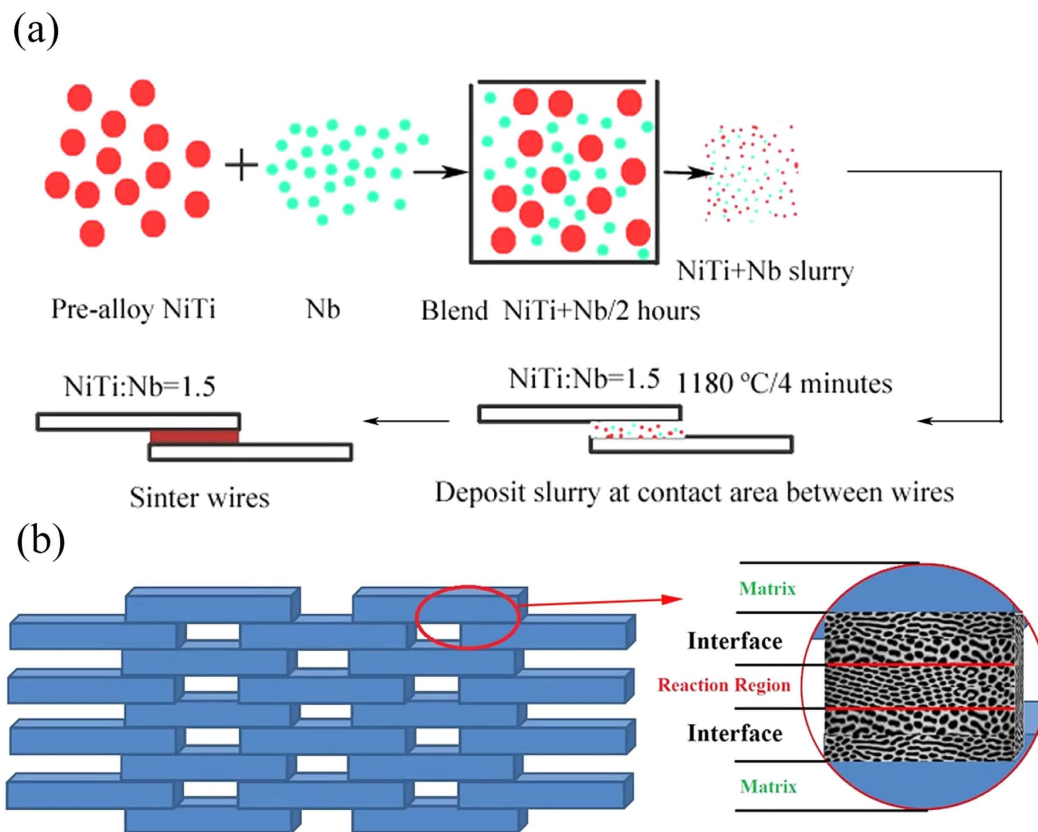 (a)
+
NiTi+Nb slurry
Pre-alloy NiTi
Nb
Blend NiTi+Nb/2 hours
NiTi:Nb=1.5
NiTi:Nb=1.5
1180 ºC/4 minutes
Sinter wires
Deposit slurry at contact area between wires
(b)
Matrix
Interface
Reaction Region
Interface
Matrix